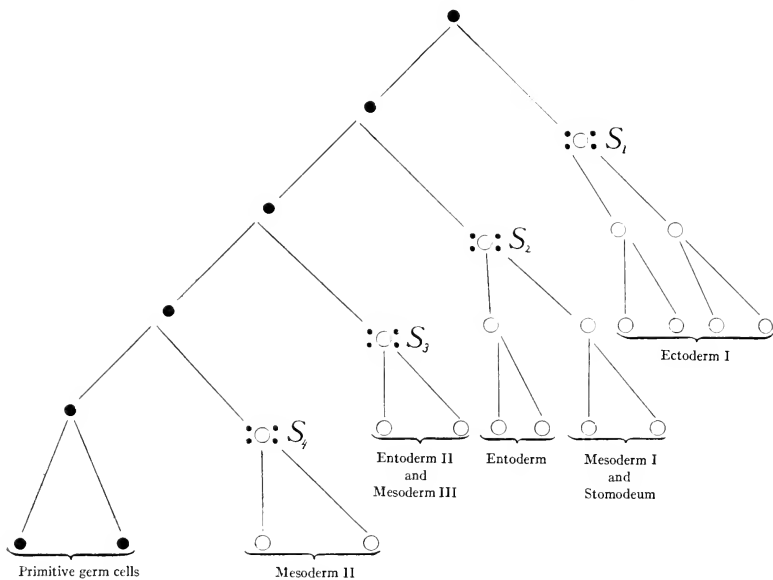 S₁
S₂
S₃
S₄
Ectoderm I
Entoderm II
and
Mesoderm III
Entoderm
Mesoderm I
and
Stomodeum
Primitive germ cells
Mesoderm II